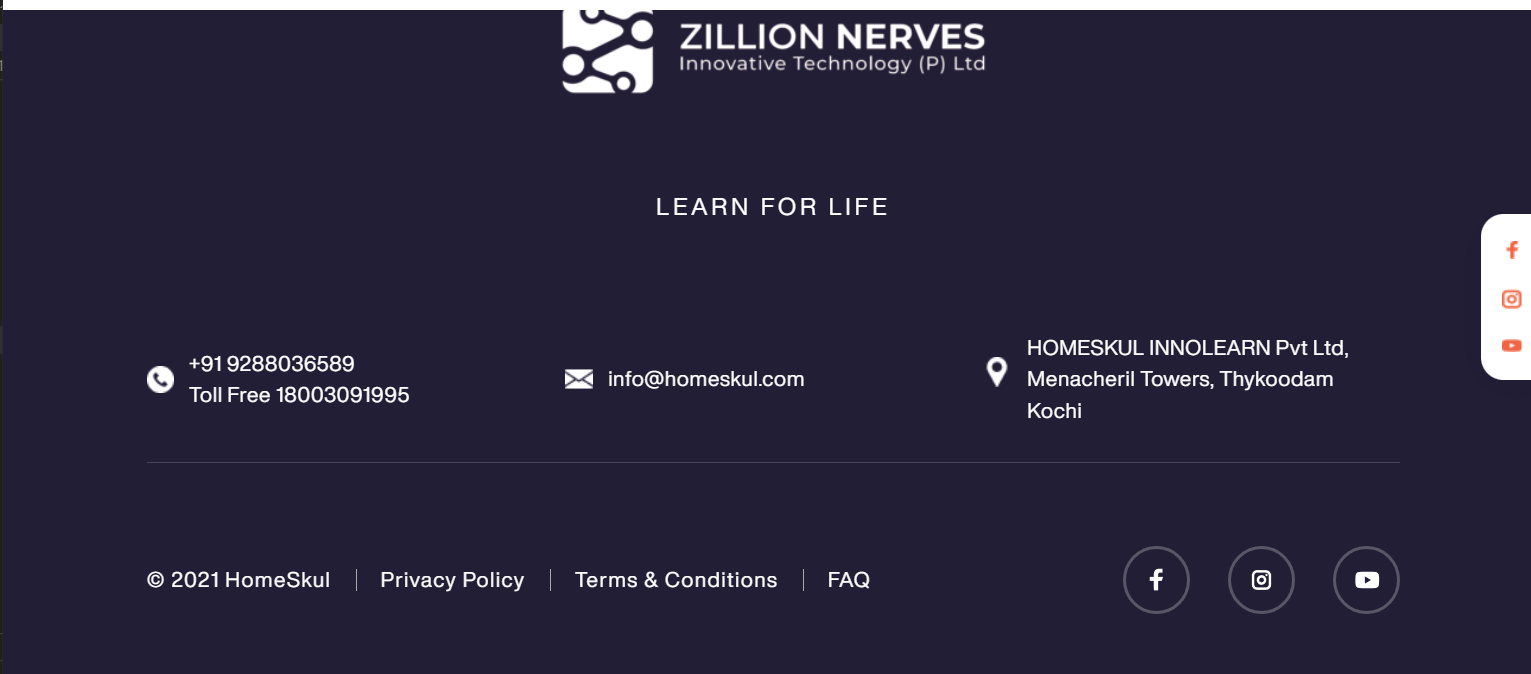 ZILLION NERVES
Innovative Technology (P) Ltd
LEARN FOR LIFE
+91 9288036589
Toll Free 18003091995
info@homeskul.com
HOMESKUL INNOLEARN Pvt Ltd,
Menacheril Towers, Thykoodam
Kochi
© 2021 HomeSkul
Privacy Policy
Terms & Conditions
FAQ